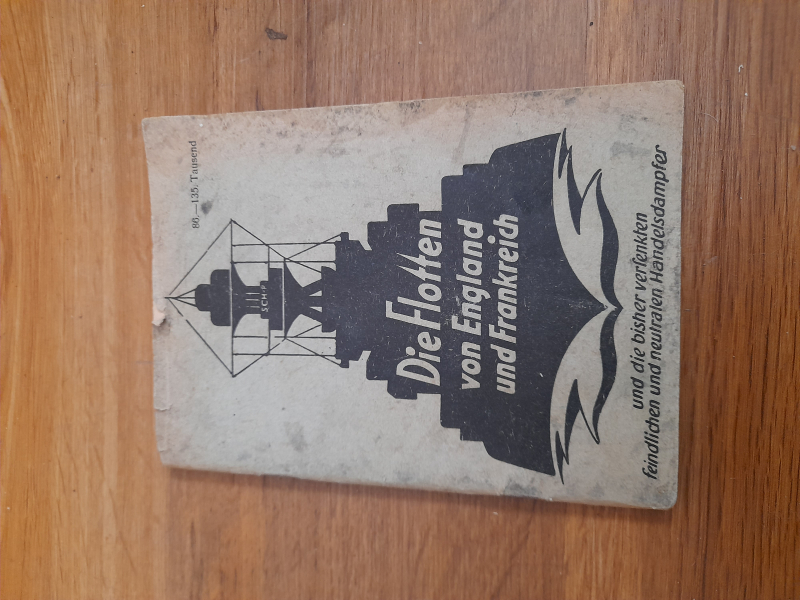 86.—135. Tausend
SCHIP
Die Flotten
von England
und Frankreich
und die bisher versenkten
feindlichen und neutralen Handelsdampfer